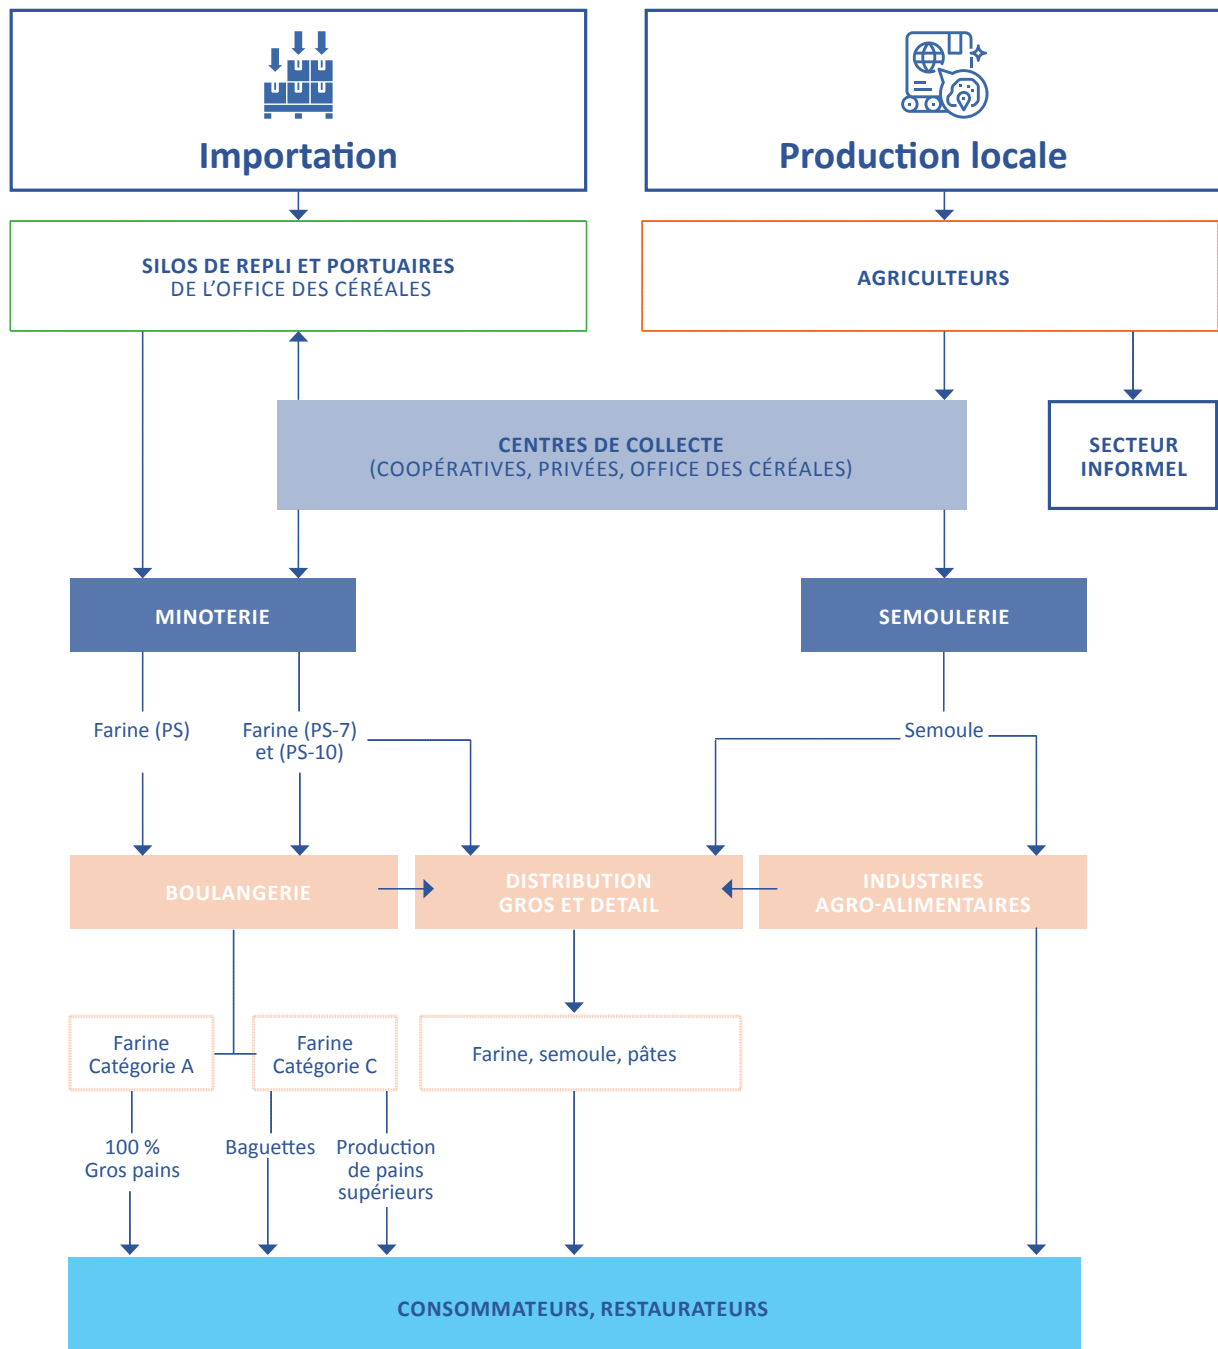 Importation
Production locale
SILOS DE REPLI ET PORTUAIRES
DE L'OFFICE DES CÉRÉALES
AGRICULTEURS
CENTRES DE COLLECTE
(COOPÉRATIVES, PRIVÉES, OFFICE DES CÉRÉALES)
SECTEUR
INFORMEL
MINOTERIE
SEMOULERIE
Farine (PS)
Farine (PS-7)
et (PS-10)
Semoule
BOULANGERIE
DISTRIBUTION
GROS ET DETAIL
INDUSTRIES
AGRO-ALIMENTAIRES
Farine
Catégorie A
Farine
Catégorie C
Farine, semoule, pâtes
100 %
Gros pains
Baguettes
Production
de pains
supérieurs
CONSOMMATEURS, RESTAURATEURS